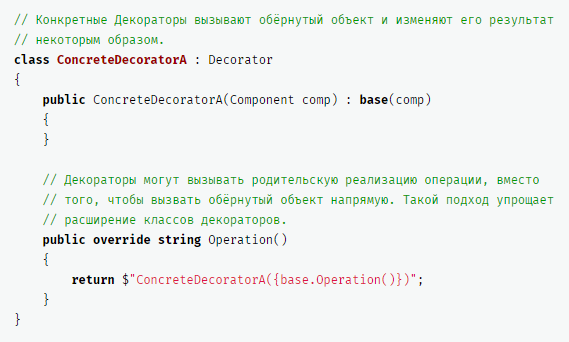 // Конкретные Декораторы вызывают обёрнутый объект и изменяют его результат
// некоторым образом.
class ConcreteDecoratorA : Decorator
{
    public ConcreteDecoratorA(Component comp) : base(comp)
    {
    }
    // Декораторы могут вызывать родительскую реализацию операции, вместо
    // того, чтобы вызвать обёрнутый объект напрямую. Такой подход упрощает
    // расширение классов декораторов.
    public override string Operation()
    {
        return $"ConcreteDecoratorA({base.Operation()})";
    }
}